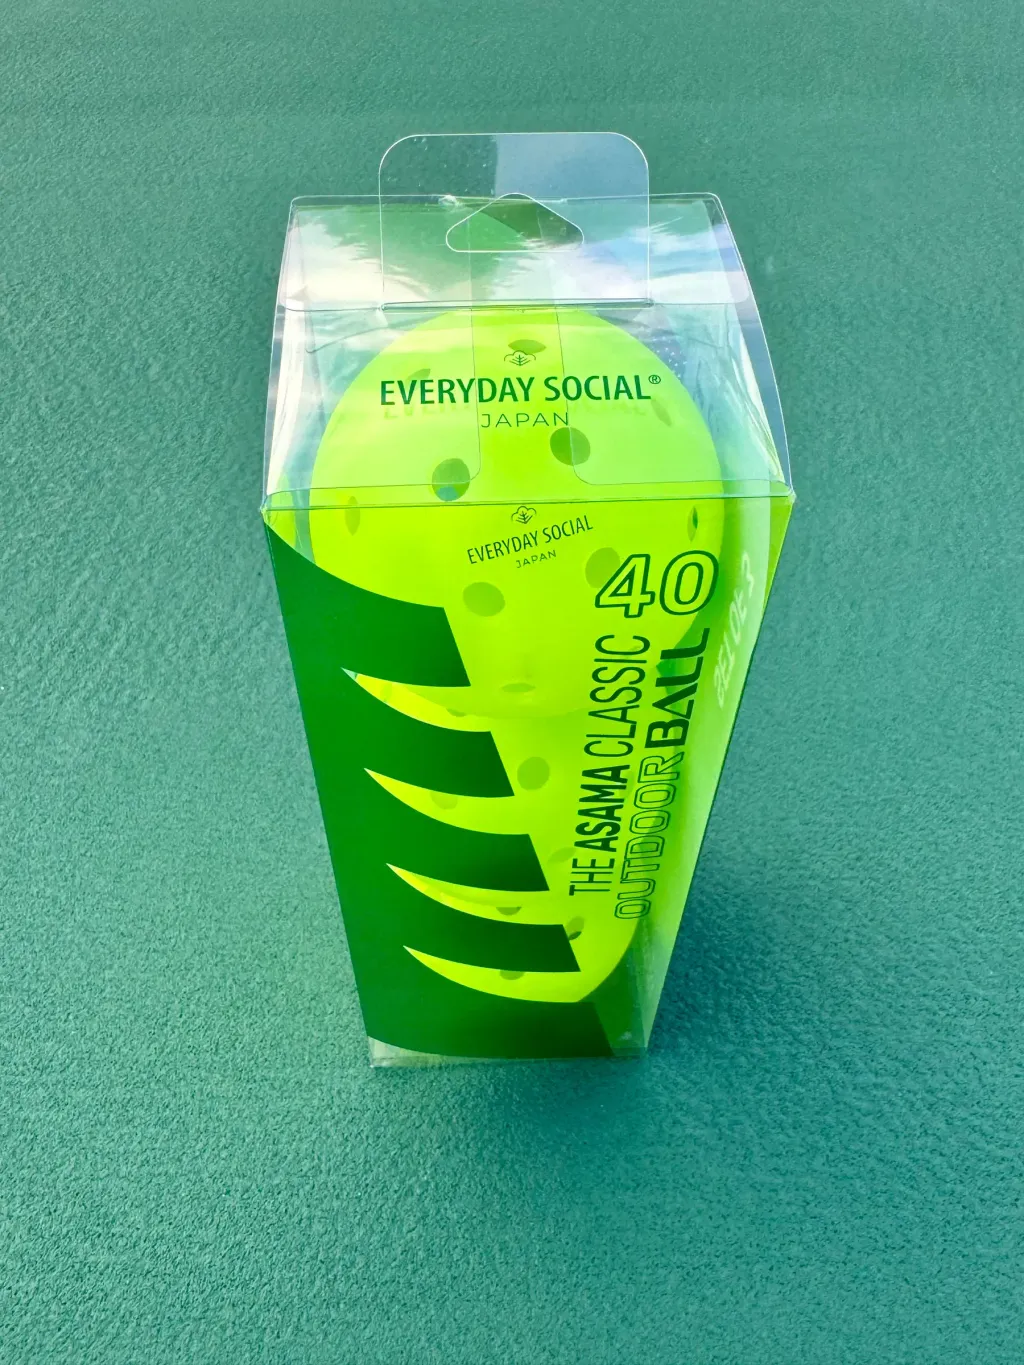 EVERYDAY SOCIAL®
JAPAN
EVERYDAY SOCIAL
JAPAN
40
THE ASAMA CLASSIC
OUTDOOR BALL